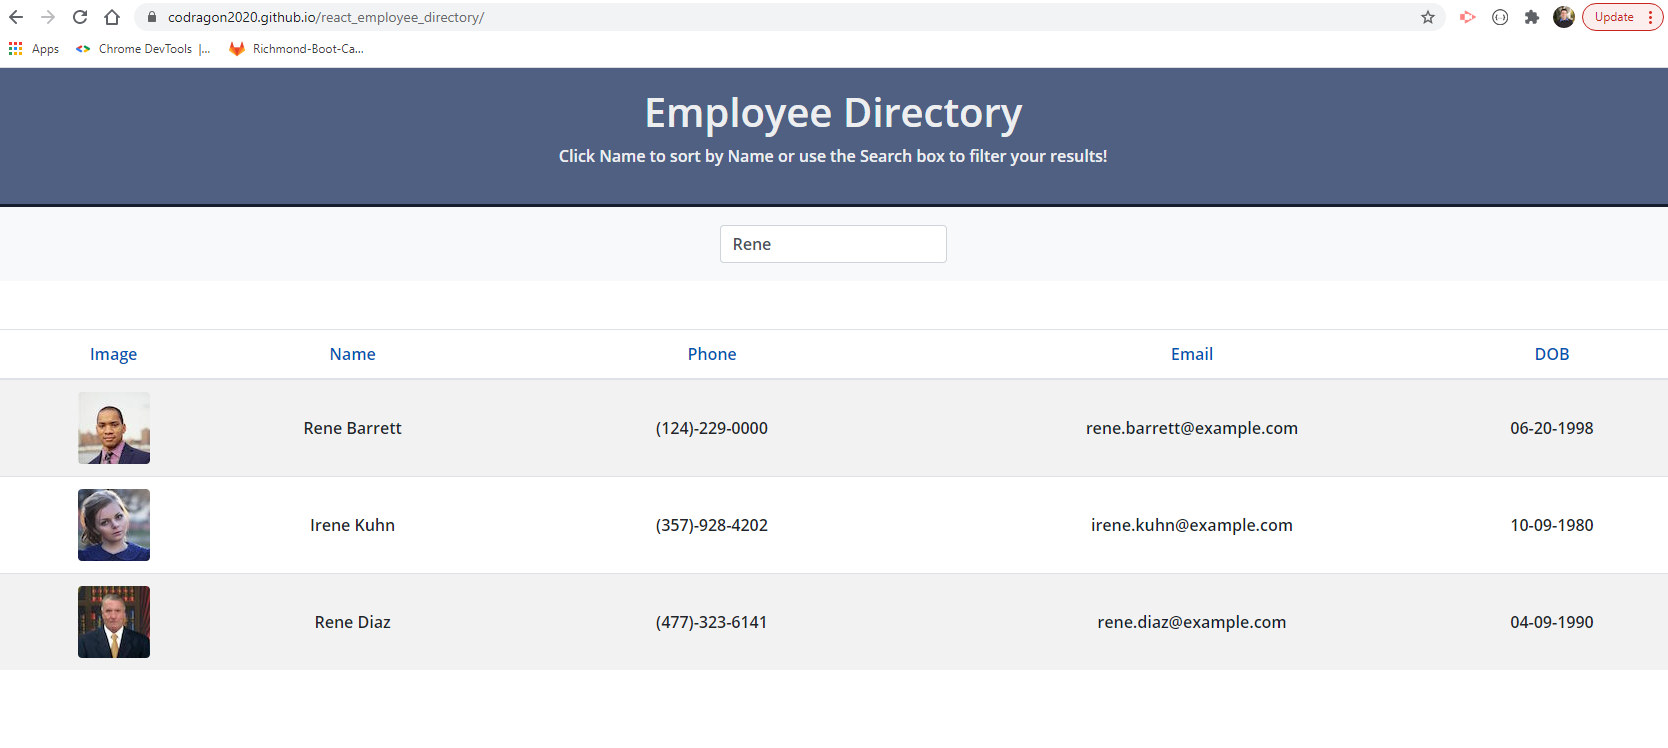 codragon2020.github.io/react_employee_directory/
Update
Apps Chrome DevTools |... Richmond-Boot-Ca...
Employee Directory
Click Name to sort by Name or use the Search box to filter your results!
Rene
Image Name Phone Email DOB
Rene Barrett (124)-229-0000 rene.barrett@example.com 06-20-1998
Irene Kuhn (357)-928-4202 irene.kuhn@example.com 10-09-1980
Rene Diaz (477)-323-6141 rene.diaz@example.com 04-09-1990